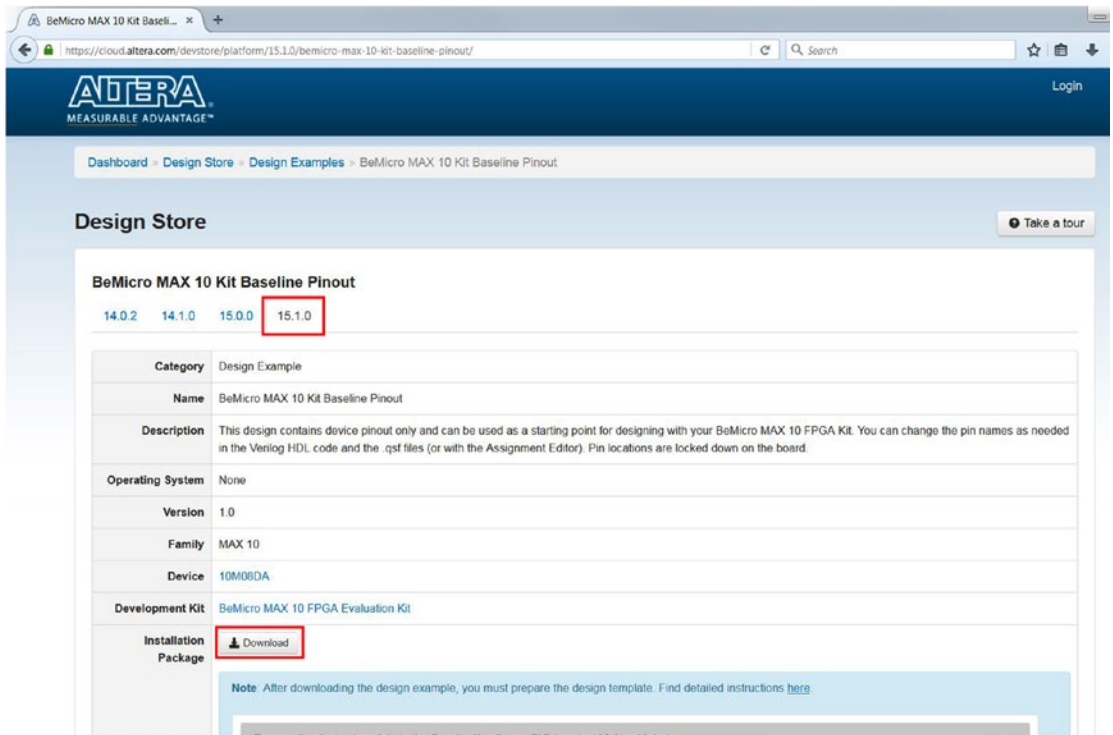 BeMicro MAX 10 Kit Baseli... × +
https://cloud.altera.com/devstore/platform/15.1.0/bemicro-max-10-kit-baseline-pinout/
Search
ALTERA
MEASURABLE ADVANTAGE™
Login
Dashboard » Design Store » Design Examples » BeMicro MAX 10 Kit Baseline Pinout
Design Store
Take a tour
BeMicro MAX 10 Kit Baseline Pinout
14.0.2 14.1.0 15.0.0 15.1.0
Category Design Example
Name BeMicro MAX 10 Kit Baseline Pinout
Description This design contains device pinout only and can be used as a starting point for designing with your BeMicro MAX 10 FPGA Kit. You can change the pin names as needed
in the Verilog HDL code and the .qsf files (or with the Assignment Editor). Pin locations are locked down on the board.
Operating System None
Version 1.0
Family MAX 10
Device 10M08DA
Development Kit BeMicro MAX 10 FPGA Evaluation Kit
Installation Package Download
Note: After downloading the design example, you must prepare the design template. Find detailed instructions here.